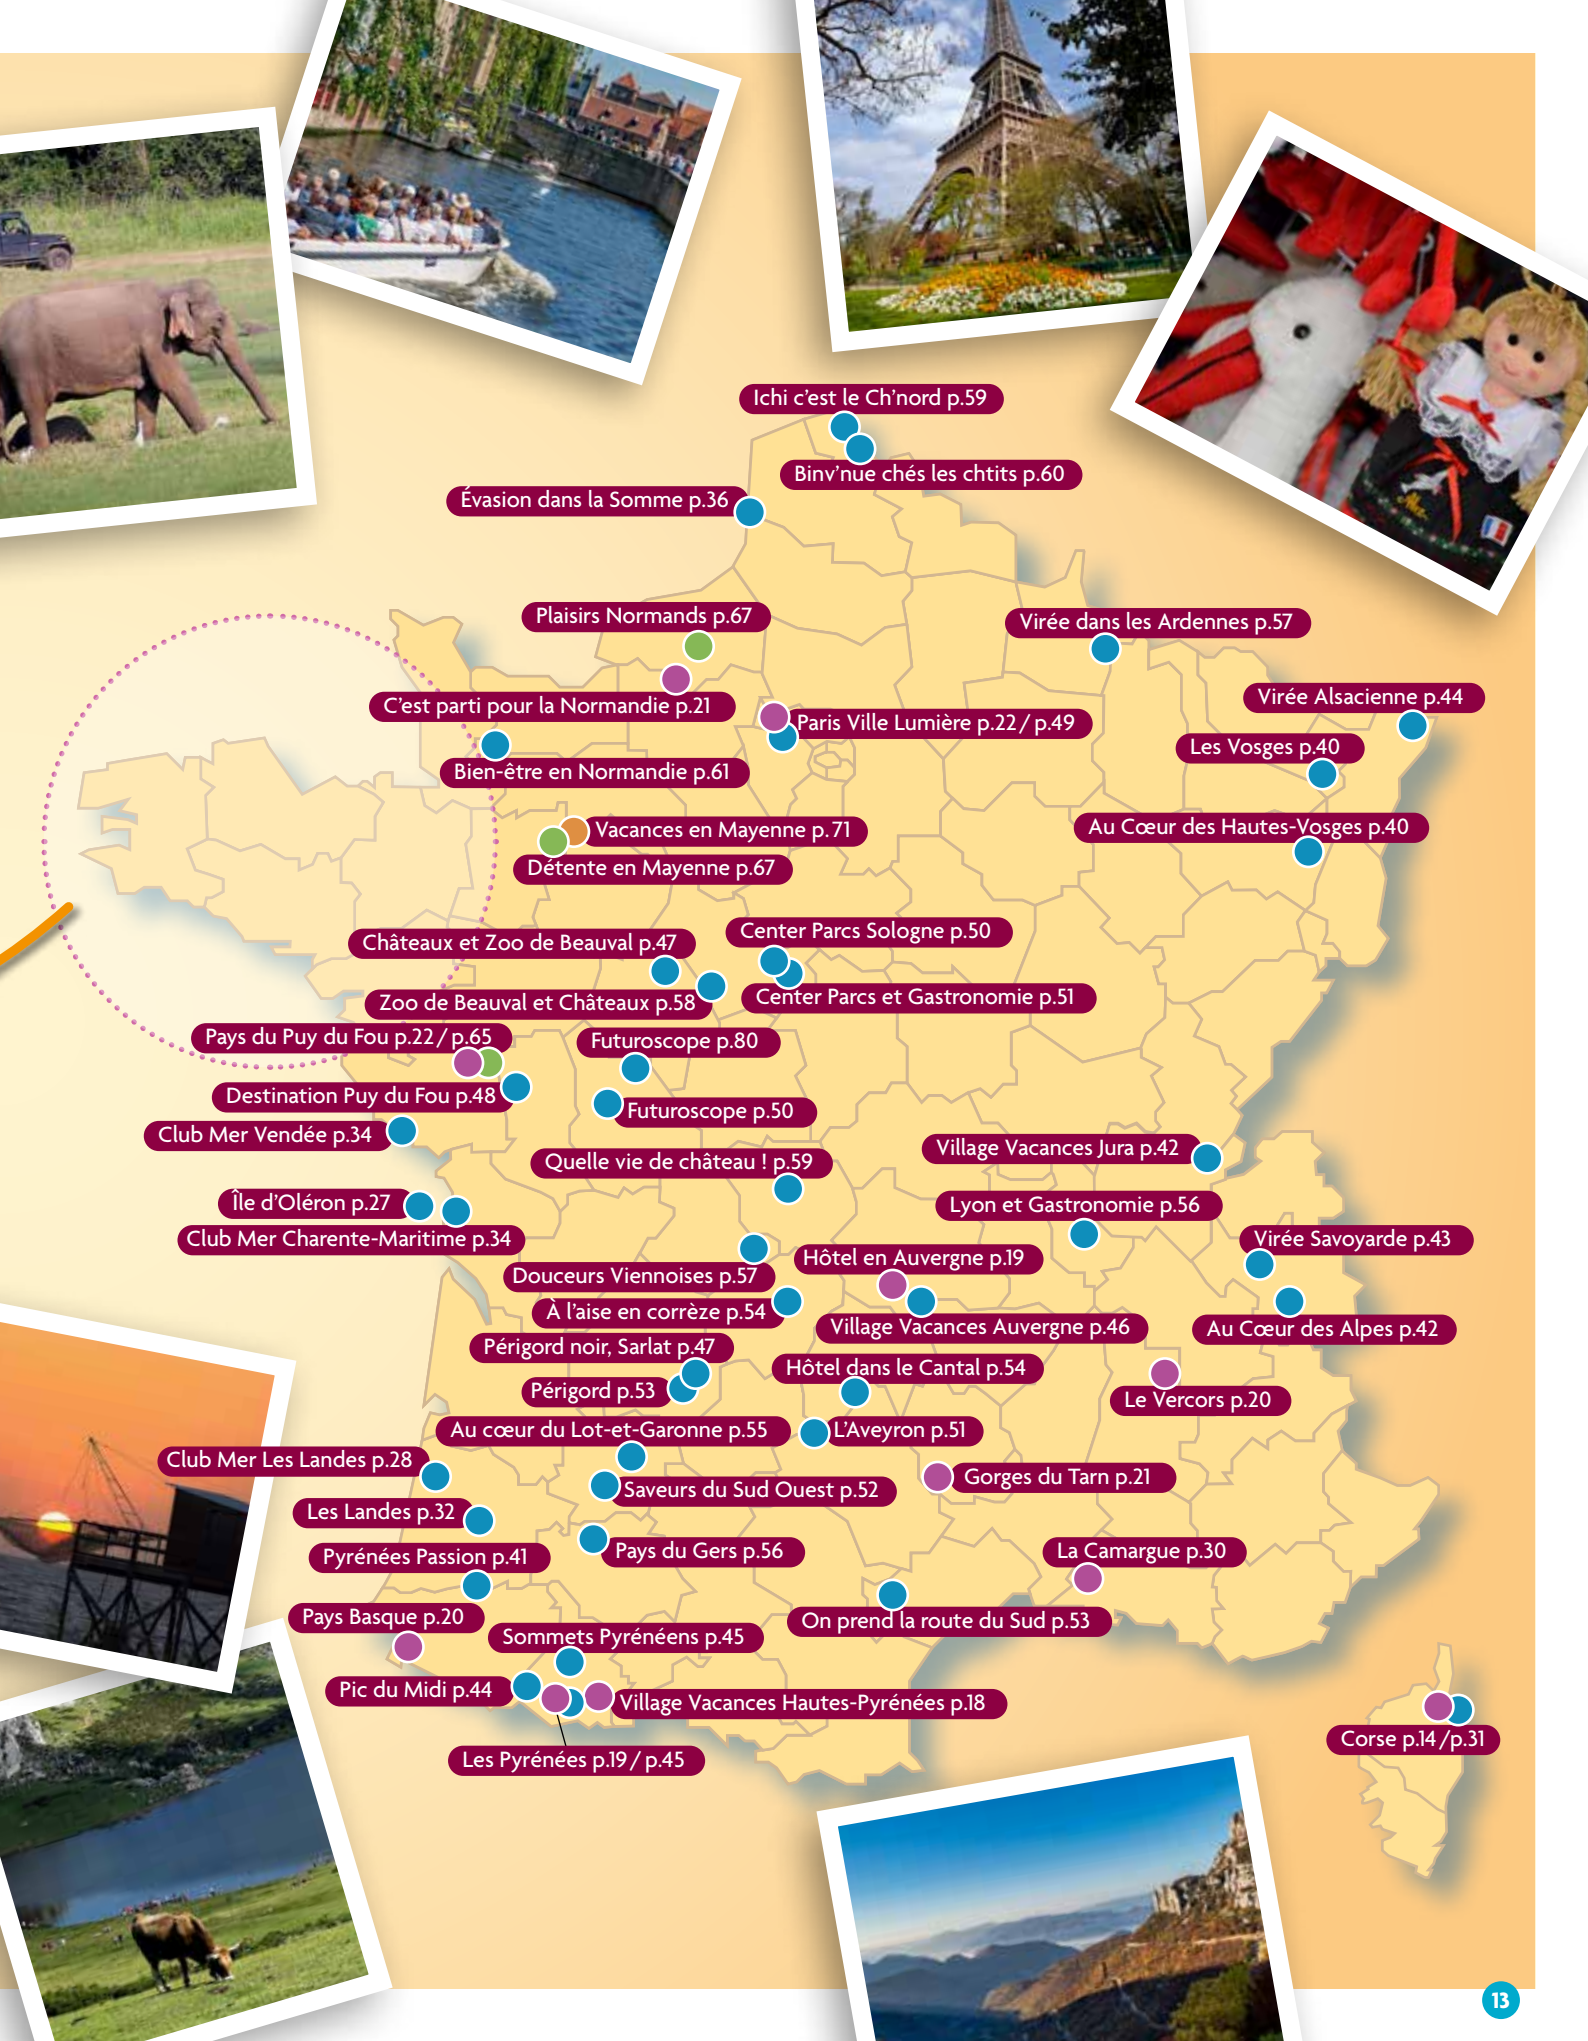 Ichi c'est le Ch'nord p.59
Binv'nue chés les chtits p.60
Évasion dans la Somme p.36
Plaisirs Normands p.67
Virée dans les Ardennes p.57
C'est parti pour la Normandie p.21
Paris Ville Lumière p.22/ p.49
Virée Alsacienne p.44
Les Vosges p.40
Bien-être en Normandie p.61
Vacances en Mayenne p.71
Au Cœur des Hautes-Vosges p.40
Détente en Mayenne p.67
Châteaux et Zoo de Beauval p.47
Center Parcs Sologne p.50
Zoo de Beauval et Châteaux p.58
Center Parcs et Gastronomie p.51
Pays du Puy du Fou p.22/ p.65
Futuroscope p.80
Destination Puy du Fou p.48
Futuroscope p.50
Club Mer Vendée p.34
Village Vacances Jura p.42
Quelle vie de château ! p.59
Île d'Oléron p.27
Lyon et Gastronomie p.56
Club Mer Charente-Maritime p.34
Virée Savoyarde p.43
Hôtel en Auvergne p.19
Douceurs Viennoises p.57
À l'aise en corrèze p.54
Village Vacances Auvergne p.46
Au Cœur des Alpes p.42
Périgord noir, Sarlat p.47
Hôtel dans le Cantal p.54
Périgord p.53
Le Vercors p.20
Au cœur du Lot-et-Garonne p.55
L'Aveyron p.51
Club Mer Les Landes p.28
Gorges du Tarn p.21
Saveurs du Sud Ouest p.52
Les Landes p.32
Pays du Gers p.56
La Camargue p.30
Pyrénées Passion p.41
Pays Basque p.20
On prend la route du Sud p.53
Sommets Pyrénéens p.45
Pic du Midi p.44
Village Vacances Hautes-Pyrénées p.18
Corse p.14/p.31
Les Pyrénées p.19/ p.45
13